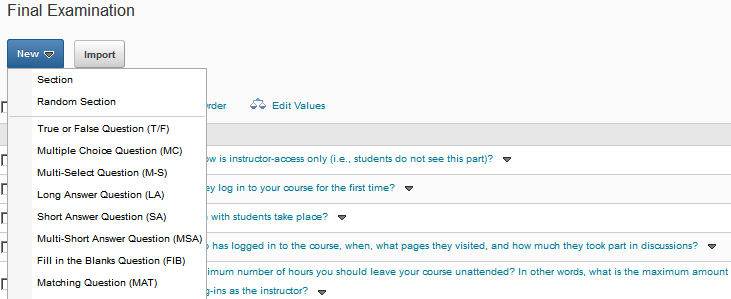 Final Examination
New
Import
Section
Random Section
Edit Values
True or False Question (T/F)
Multiple Choice Question (MC)
is instructor-access only (i.e., students do not see this part)?
Multi-Select Question (M-S)
log in to your course for the first time?
Long Answer Question (LA)
Short Answer Question (SA)
with students take place?
Multi-Short Answer Question (MSA)
has logged in to the course, when, what pages they visited, and how much they took part in discussions?
Fill in the Blanks Question (FIB)
number of hours you should leave your course unattended? In other words, what is the maximum amount
Matching Question (MAT)
as the instructor?